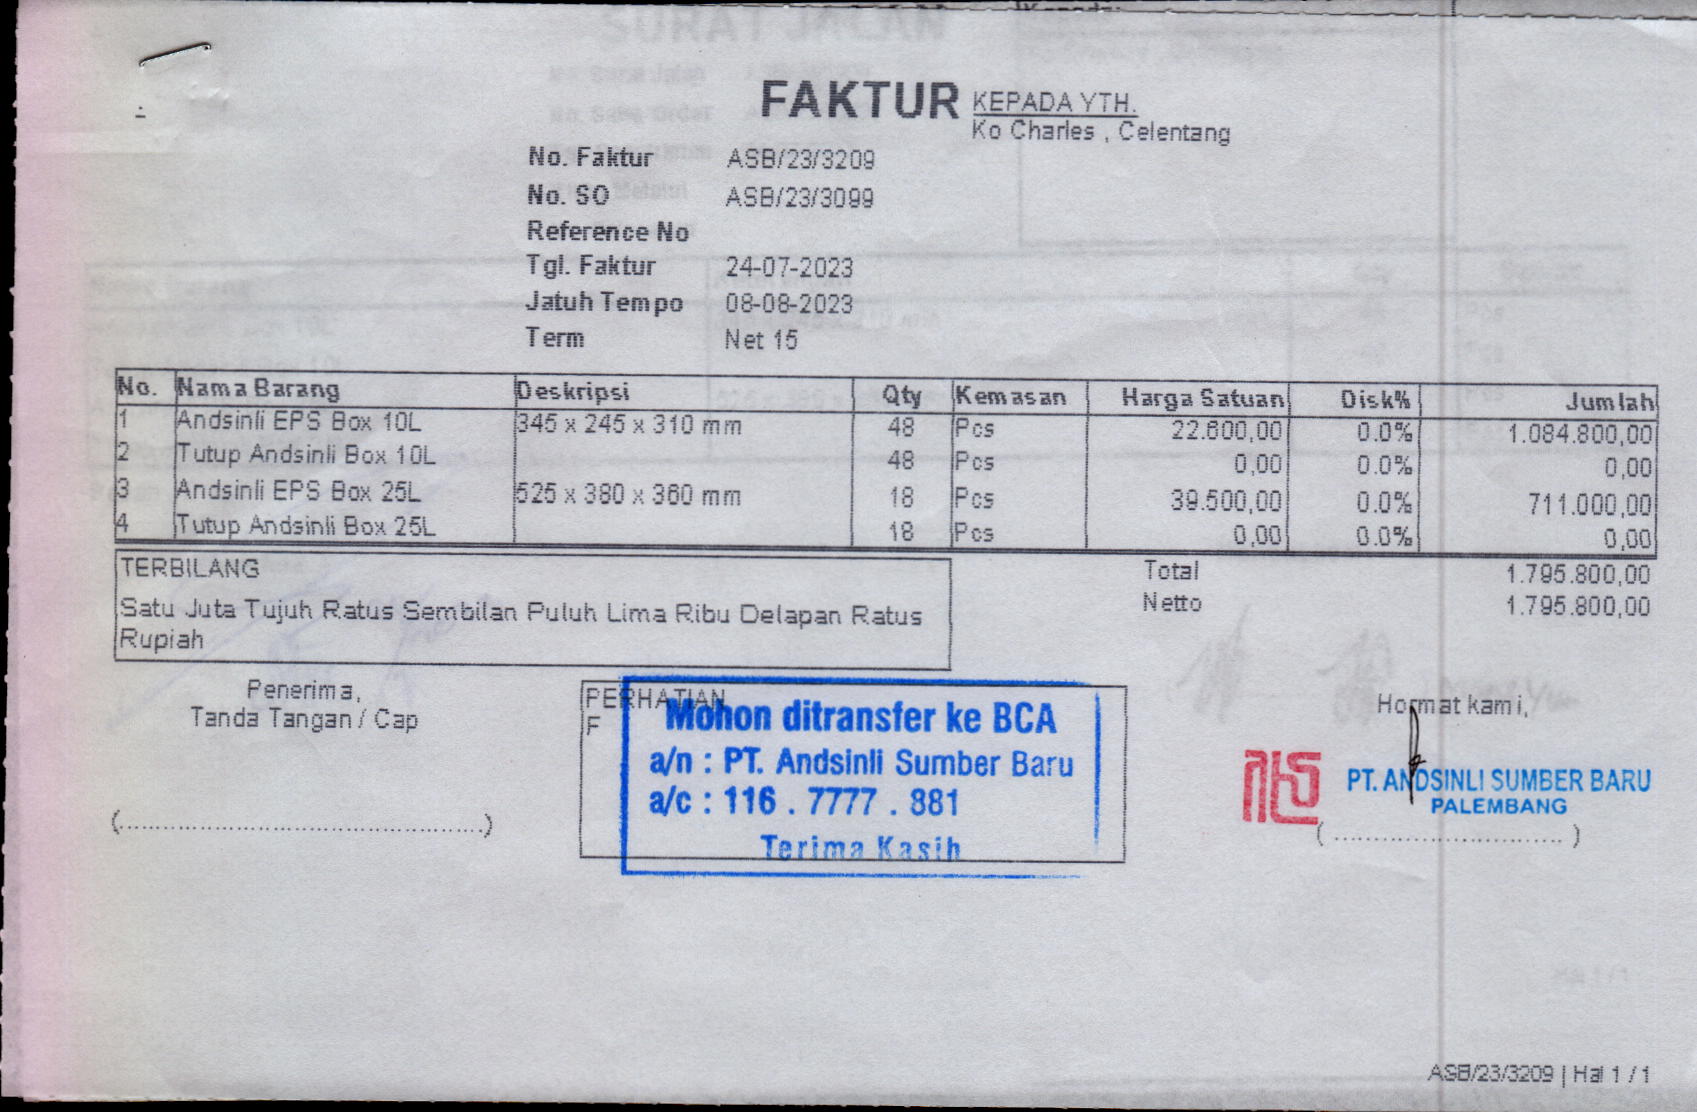 FAKTUR
KEPADA YTH.
Ko Charles , Celentang
No. Faktur ASB/23/3209
No. SO ASB/23/3099
Reference No
Tgl. Faktur 24-07-2023
Jatuh Tempo 08-08-2023
Term Net 15
No. Nama Barang Deskripsi Qty Kemasan Harga Satuan Disk% Jumlah
1 Andsinli EPS Box 10L 345 x 245 x 310 mm 48 Pcs 22.600,00 0.0% 1.084.800,00
2 Tutup Andsinli Box 10L 48 Pcs 0,00 0.0% 0,00
3 Andsinli EPS Box 25L 525 x 380 x 360 mm 18 Pcs 39.500,00 0.0% 711.000,00
4 Tutup Andsinli Box 25L 18 Pcs 0,00 0.0% 0,00
TERBILANG
Satu Juta Tujuh Ratus Sembilan Puluh Lima Ribu Delapan Ratus
Rupiah
Total 1.795.800,00
Netto 1.795.800,00
Penerima,
Tanda Tangan / Cap
(..............................................)
PERHATIAN
F
Mohon ditransfer ke BCA
a/n : PT. Andsinli Sumber Baru
a/c : 116 . 7777 . 881
Terima Kasih
Hormat kami,
PT. ANDSINLI SUMBER BARU
PALEMBANG
( ............................. )
ASB/23/3209 | Hal 1 / 1